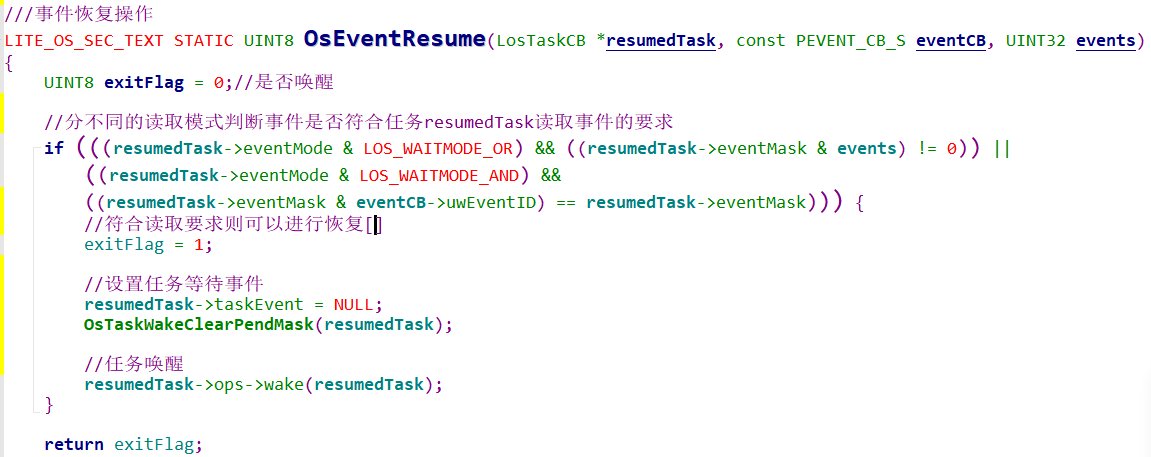 ///事件恢复操作
LITE_OS_SEC_TEXT STATIC UINT8 OsEventResume(LosTaskCB *resumedTask, const PEVENT_CB_S eventCB, UINT32 events)
{
    UINT8 exitFlag = 0;//是否唤醒

    //分不同的读取模式判断事件是否符合任务resumedTask读取事件的要求
    if (((resumedTask->eventMode & LOS_WAITMODE_OR) && ((resumedTask->eventMask & events) != 0)) ||
        ((resumedTask->eventMode & LOS_WAITMODE_AND) &&
        ((resumedTask->eventMask & eventCB->uwEventID) == resumedTask->eventMask))) {
        //符合读取要求则可以进行恢复[]
        exitFlag = 1;

        //设置任务等待事件
        resumedTask->taskEvent = NULL;
        OsTaskWakeClearPendMask(resumedTask);

        //任务唤醒
        resumedTask->ops->wake(resumedTask);
    }

    return exitFlag;